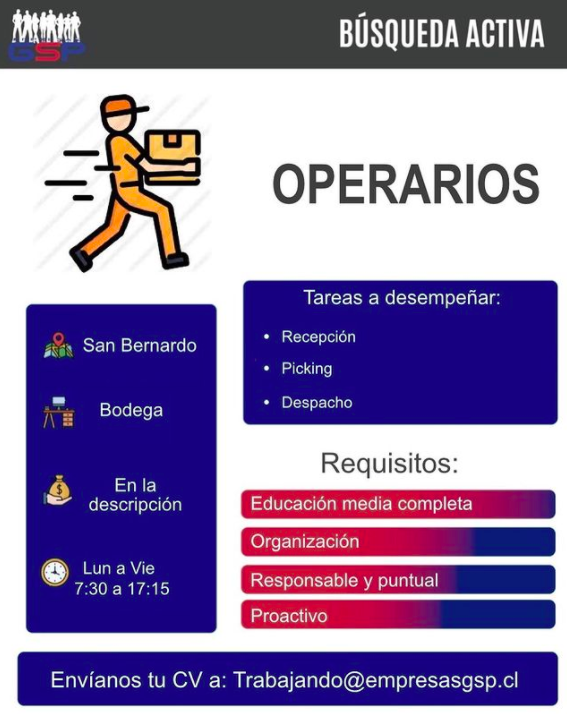 GSP
BÚSQUEDA ACTIVA
OPERARIOS
San Bernardo
Bodega
En la
descripción
Lun a Vie
7:30 a 17:15
Tareas a desempeñar:
• Recepción
• Picking
• Despacho
Requisitos:
Educación media completa
Organización
Responsable y puntual
Proactivo
Envíanos tu CV a: Trabajando@empresasgsp.cl